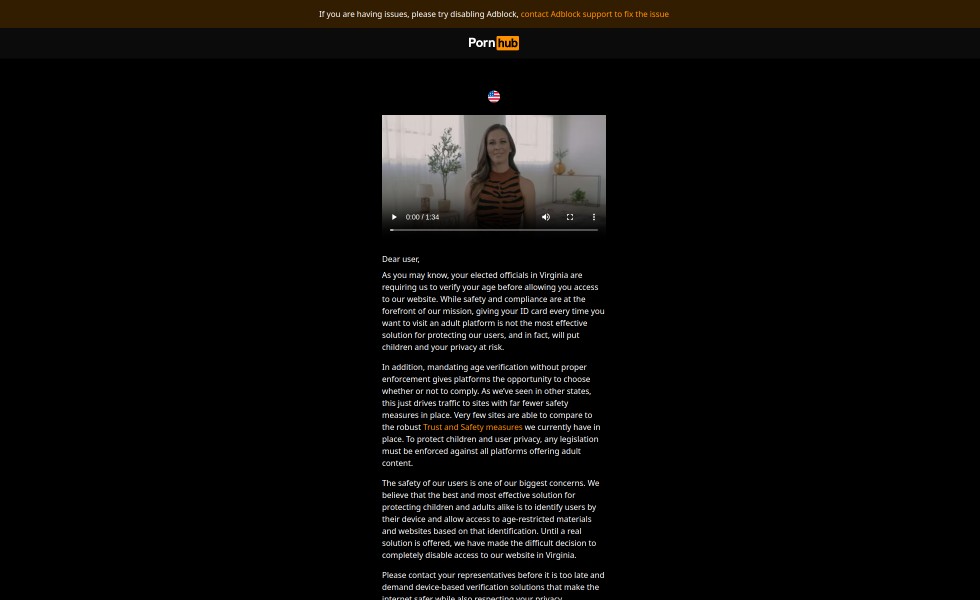 If you are having issues, please try disabling Adblock, contact Adblock support to fix the issue
Pornhub
0:00 / 1:34
Dear user,
As you may know, your elected officials in Virginia are
requiring us to verify your age before allowing you access
to our website. While safety and compliance are at the
forefront of our mission, giving your ID card every time you
want to visit an adult platform is not the most effective
solution for protecting our users, and in fact, will put
children and your privacy at risk.
In addition, mandating age verification without proper
enforcement gives platforms the opportunity to choose
whether or not to comply. As we've seen in other states,
this just drives traffic to sites with far fewer safety
measures in place. Very few sites are able to compare to
the robust Trust and Safety measures we currently have in
place. To protect children and user privacy, any legislation
must be enforced against all platforms offering adult
content.
The safety of our users is one of our biggest concerns. We
believe that the best and most effective solution for
protecting children and adults alike is to identify users by
their device and allow access to age-restricted materials
and websites based on that identification. Until a real
solution is offered, we have made the difficult decision to
completely disable access to our website in Virginia.
Please contact your representatives before it is too late and
demand device-based verification solutions that make the
internet safer while also respecting your privacy.